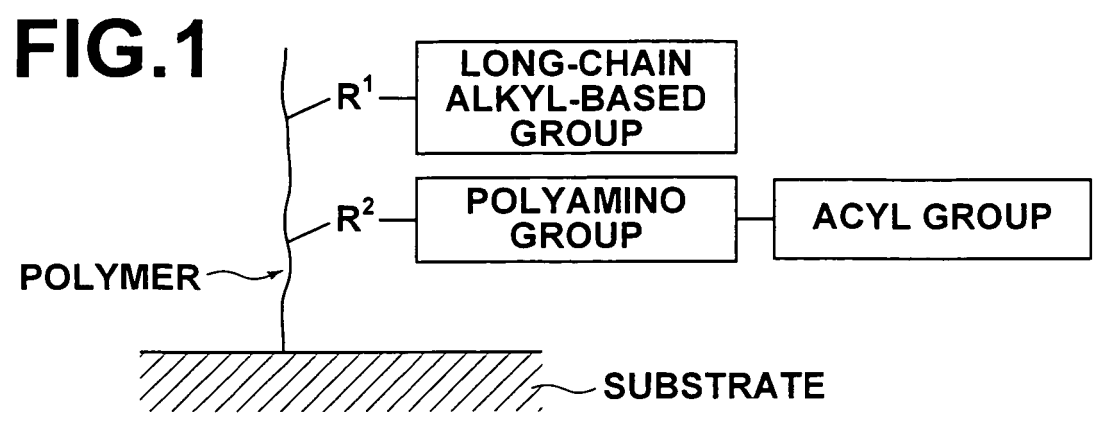 FIG.1
R¹
LONG-CHAIN
ALKYL-BASED
GROUP
R²
POLYAMINO
GROUP
ACYL GROUP
POLYMER
SUBSTRATE